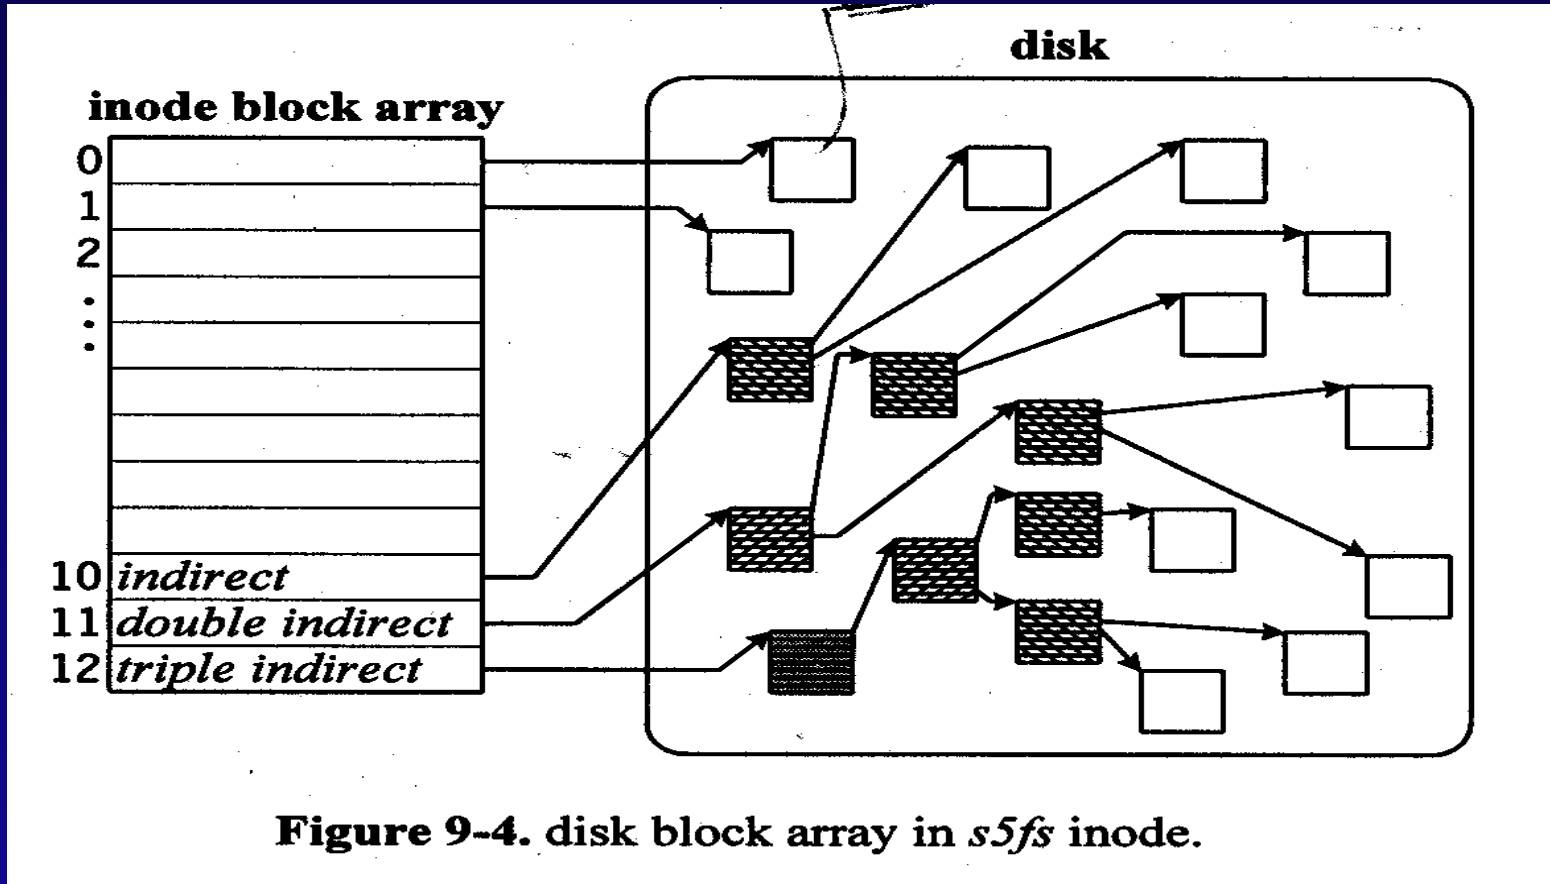 disk
inode block array
0
1
2
:
10 indirect
11 double indirect
12 triple indirect
Figure 9-4. disk block array in s5fs inode.